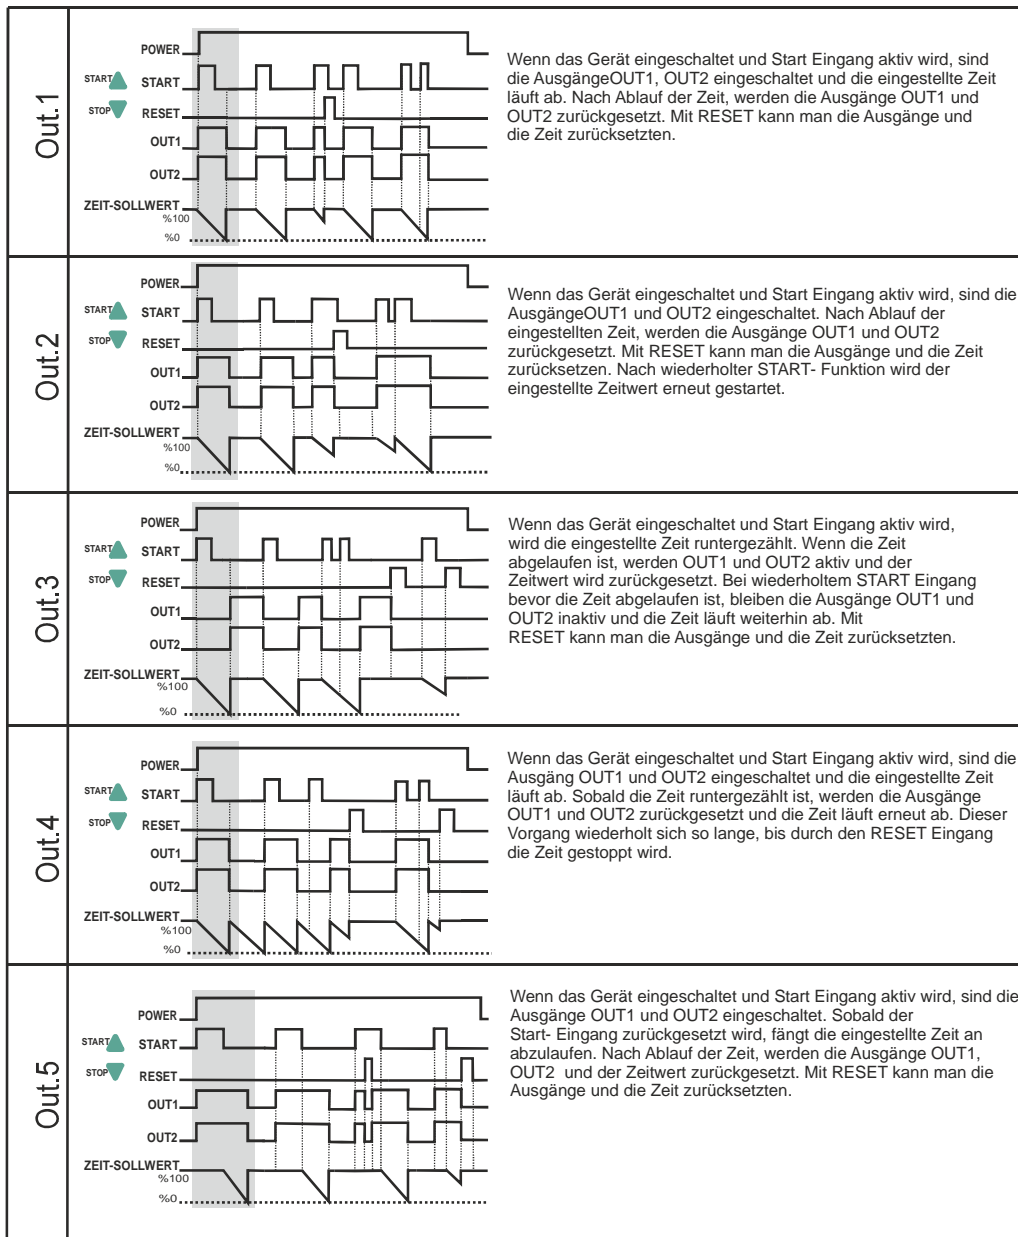 Out.1
POWER
START START
STOP RESET
OUT1
OUT2
ZEIT-SOLLWERT
%100
%0
Wenn das Gerät eingeschaltet und Start Eingang aktiv wird, sind
die AusgängeOUT1, OUT2 eingeschaltet und die eingestellte Zeit
läuft ab. Nach Ablauf der Zeit, werden die Ausgänge OUT1 und
OUT2 zurückgesetzt. Mit RESET kann man die Ausgänge und
die Zeit zurücksetzten.
Out.2
POWER
START START
STOP RESET
OUT1
OUT2
ZEIT-SOLLWERT
%100
%0
Wenn das Gerät eingeschaltet und Start Eingang aktiv wird, sind die
AusgängeOUT1 und OUT2 eingeschaltet. Nach Ablauf der
eingestellten Zeit, werden die Ausgänge OUT1 und OUT2
zurückgesetzt. Mit RESET kann man die Ausgänge und die Zeit
zurücksetzen. Nach wiederholter START- Funktion wird der
eingestellte Zeitwert erneut gestartet.
Out.3
POWER
START START
STOP RESET
OUT1
OUT2
ZEIT-SOLLWERT
%100
%0
Wenn das Gerät eingeschaltet und Start Eingang aktiv wird,
wird die eingestellte Zeit runtergezählt. Wenn die Zeit
abgelaufen ist, werden OUT1 und OUT2 aktiv und der
Zeitwert wird zurückgesetzt. Bei wiederholtem START Eingang
bevor die Zeit abgelaufen ist, bleiben die Ausgänge OUT1 und
OUT2 inaktiv und die Zeit läuft weiterhin ab. Mit
RESET kann man die Ausgänge und die Zeit zurücksetzten.
Out.4
POWER
START START
STOP RESET
OUT1
OUT2
ZEIT-SOLLWERT
%100
%0
Wenn das Gerät eingeschaltet und Start Eingang aktiv wird, sind die
Ausgäng OUT1 und OUT2 eingeschaltet und die eingestellte Zeit
läuft ab. Sobald die Zeit runtergezählt ist, werden die Ausgänge
OUT1 und OUT2 zurückgesetzt und die Zeit läuft erneut ab. Dieser
Vorgang wiederholt sich so lange, bis durch den RESET Eingang
die Zeit gestoppt wird.
Out.5
POWER
START START
STOP RESET
OUT1
OUT2
ZEIT-SOLLWERT
%100
%0
Wenn das Gerät eingeschaltet und Start Eingang aktiv wird, sind die
Ausgänge OUT1 und OUT2 eingeschaltet. Sobald der
Start- Eingang zurückgesetzt wird, fängt die eingestellte Zeit an
abzulaufen. Nach Ablauf der Zeit, werden die Ausgänge OUT1,
OUT2 und der Zeitwert zurückgesetzt. Mit RESET kann man die
Ausgänge und die Zeit zurücksetzten.